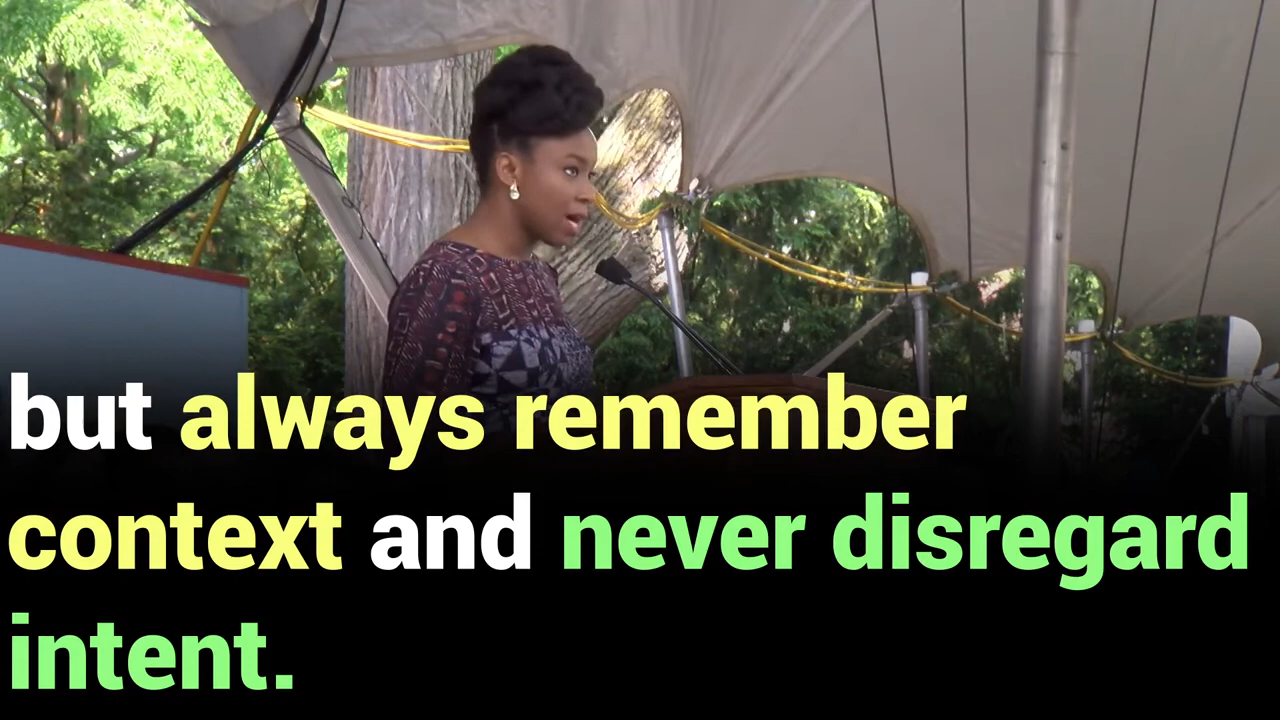 but always remember
context and never disregard
intent.